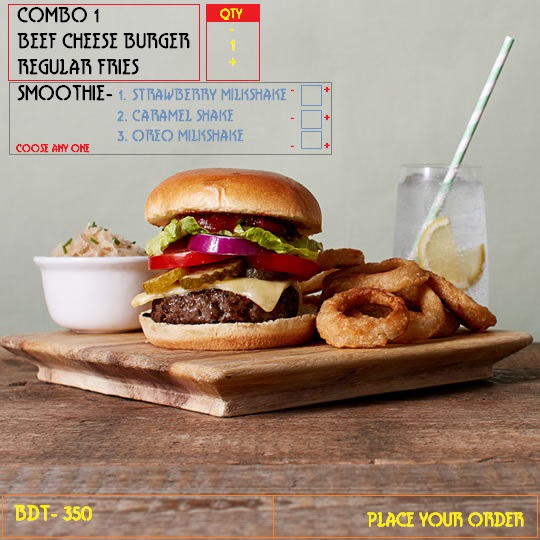 COMBO 1
BEEF CHEESE BURGER
REGULAR FRIES
QTY
-
1
+
SMOOTHIE- 1. STRAWBERRY MILKSHAKE - +
2. CARAMEL SHAKE - +
3. OREO MILKSHAKE - +
COOSE ANY ONE
BDT- 350
PLACE YOUR ORDER